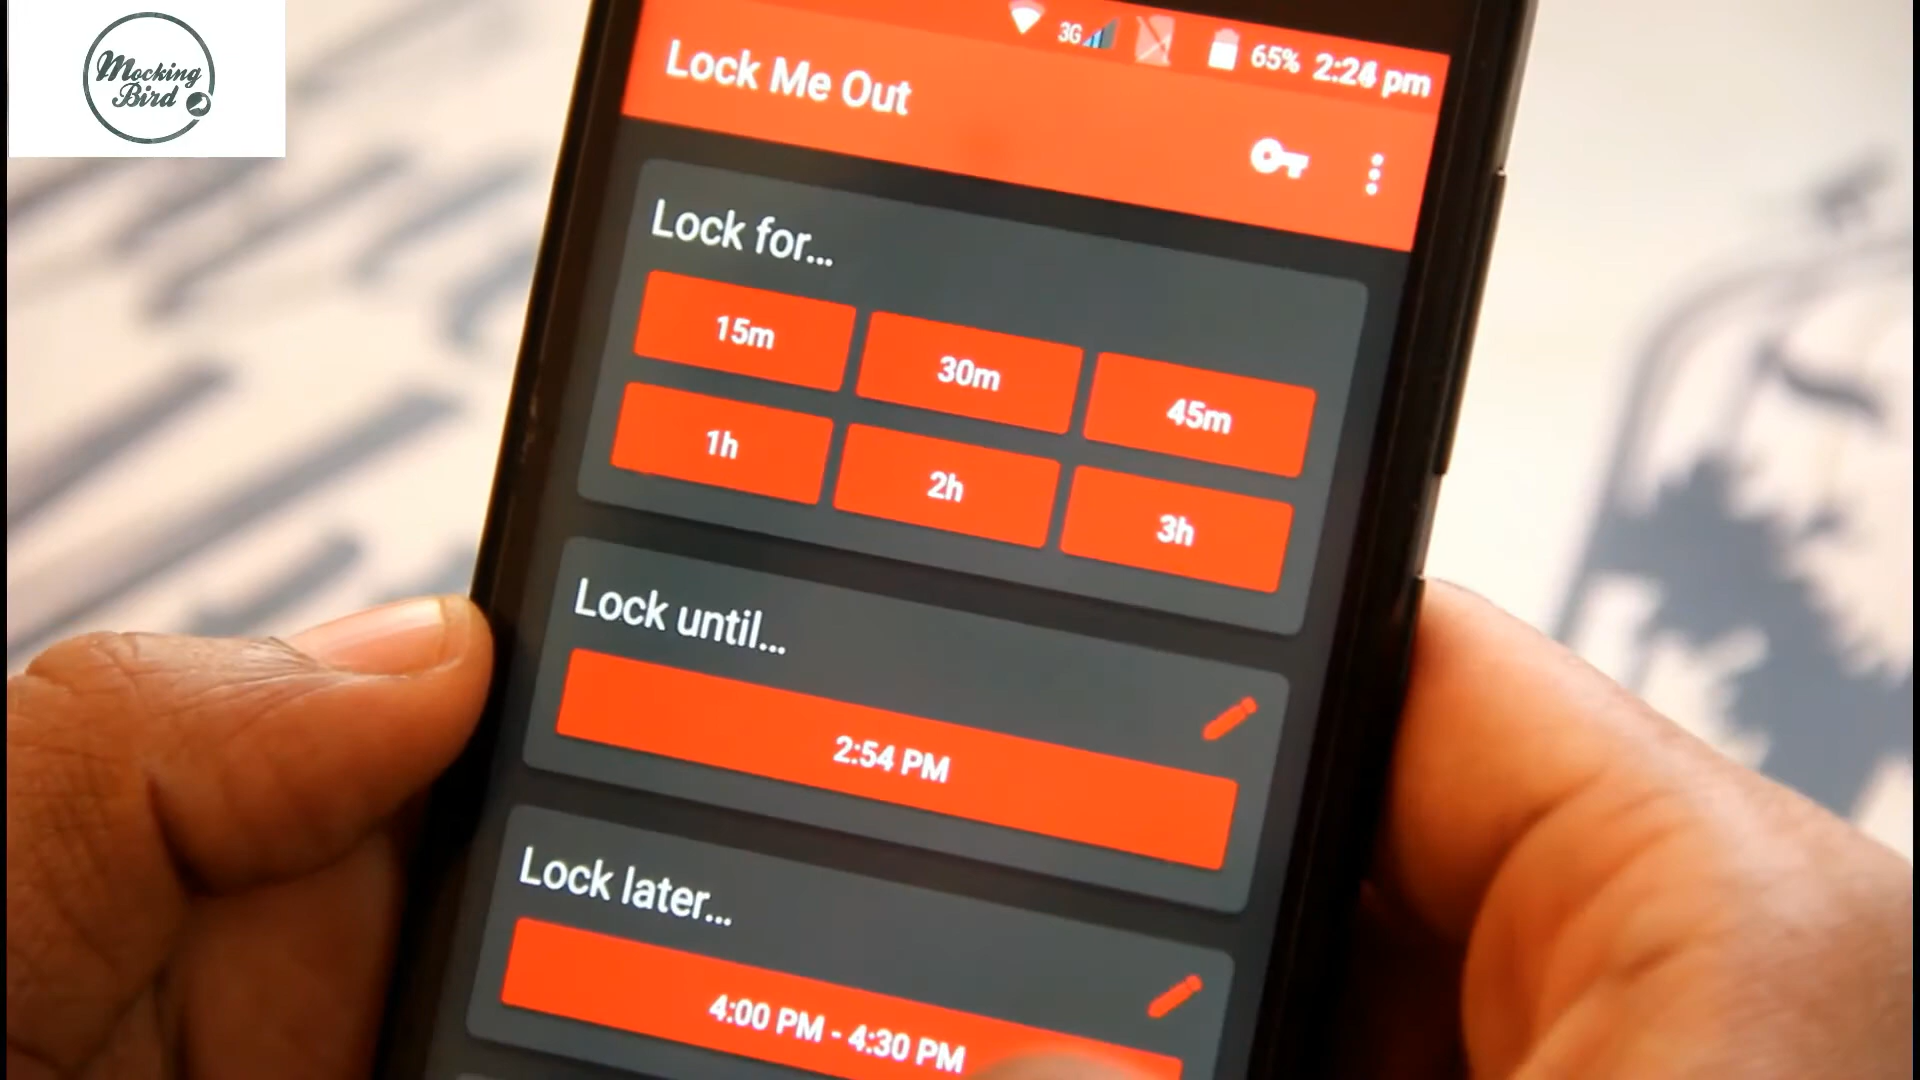 Mocking
Bird
3G 65% 2:24 pm
Lock Me Out
Lock for...
15m 30m 45m
1h 2h 3h
Lock until...
2:54 PM
Lock later...
4:00 PM - 4:30 PM